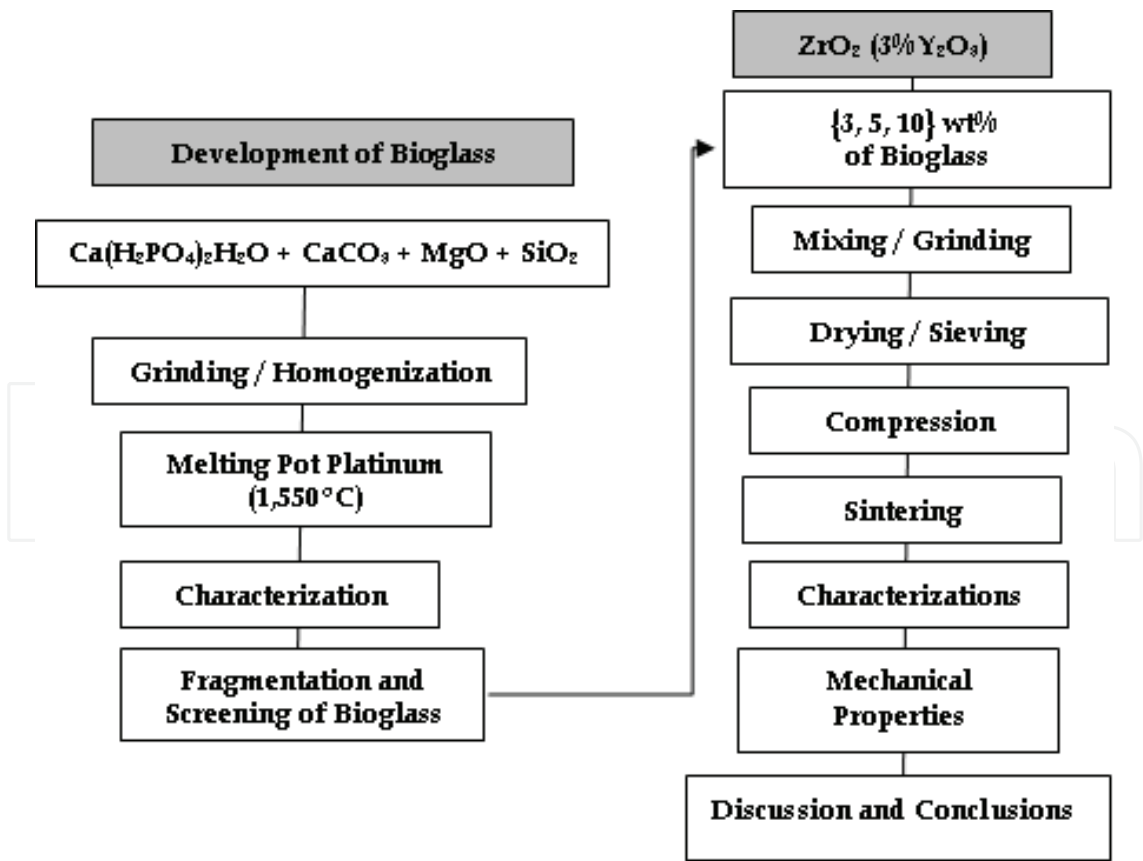 Development of Bioglass
Ca(H₂PO₄)₂H₂O + CaCO₃ + MgO + SiO₂
Grinding / Homogenization
Melting Pot Platinum
(1,550°C)
Characterization
Fragmentation and
Screening of Bioglass
ZrO₂ (3%Y₂O₃)
{3, 5, 10} wt%
of Bioglass
Mixing / Grinding
Drying / Sieving
Compression
Sintering
Characterizations
Mechanical
Properties
Discussion and Conclusions